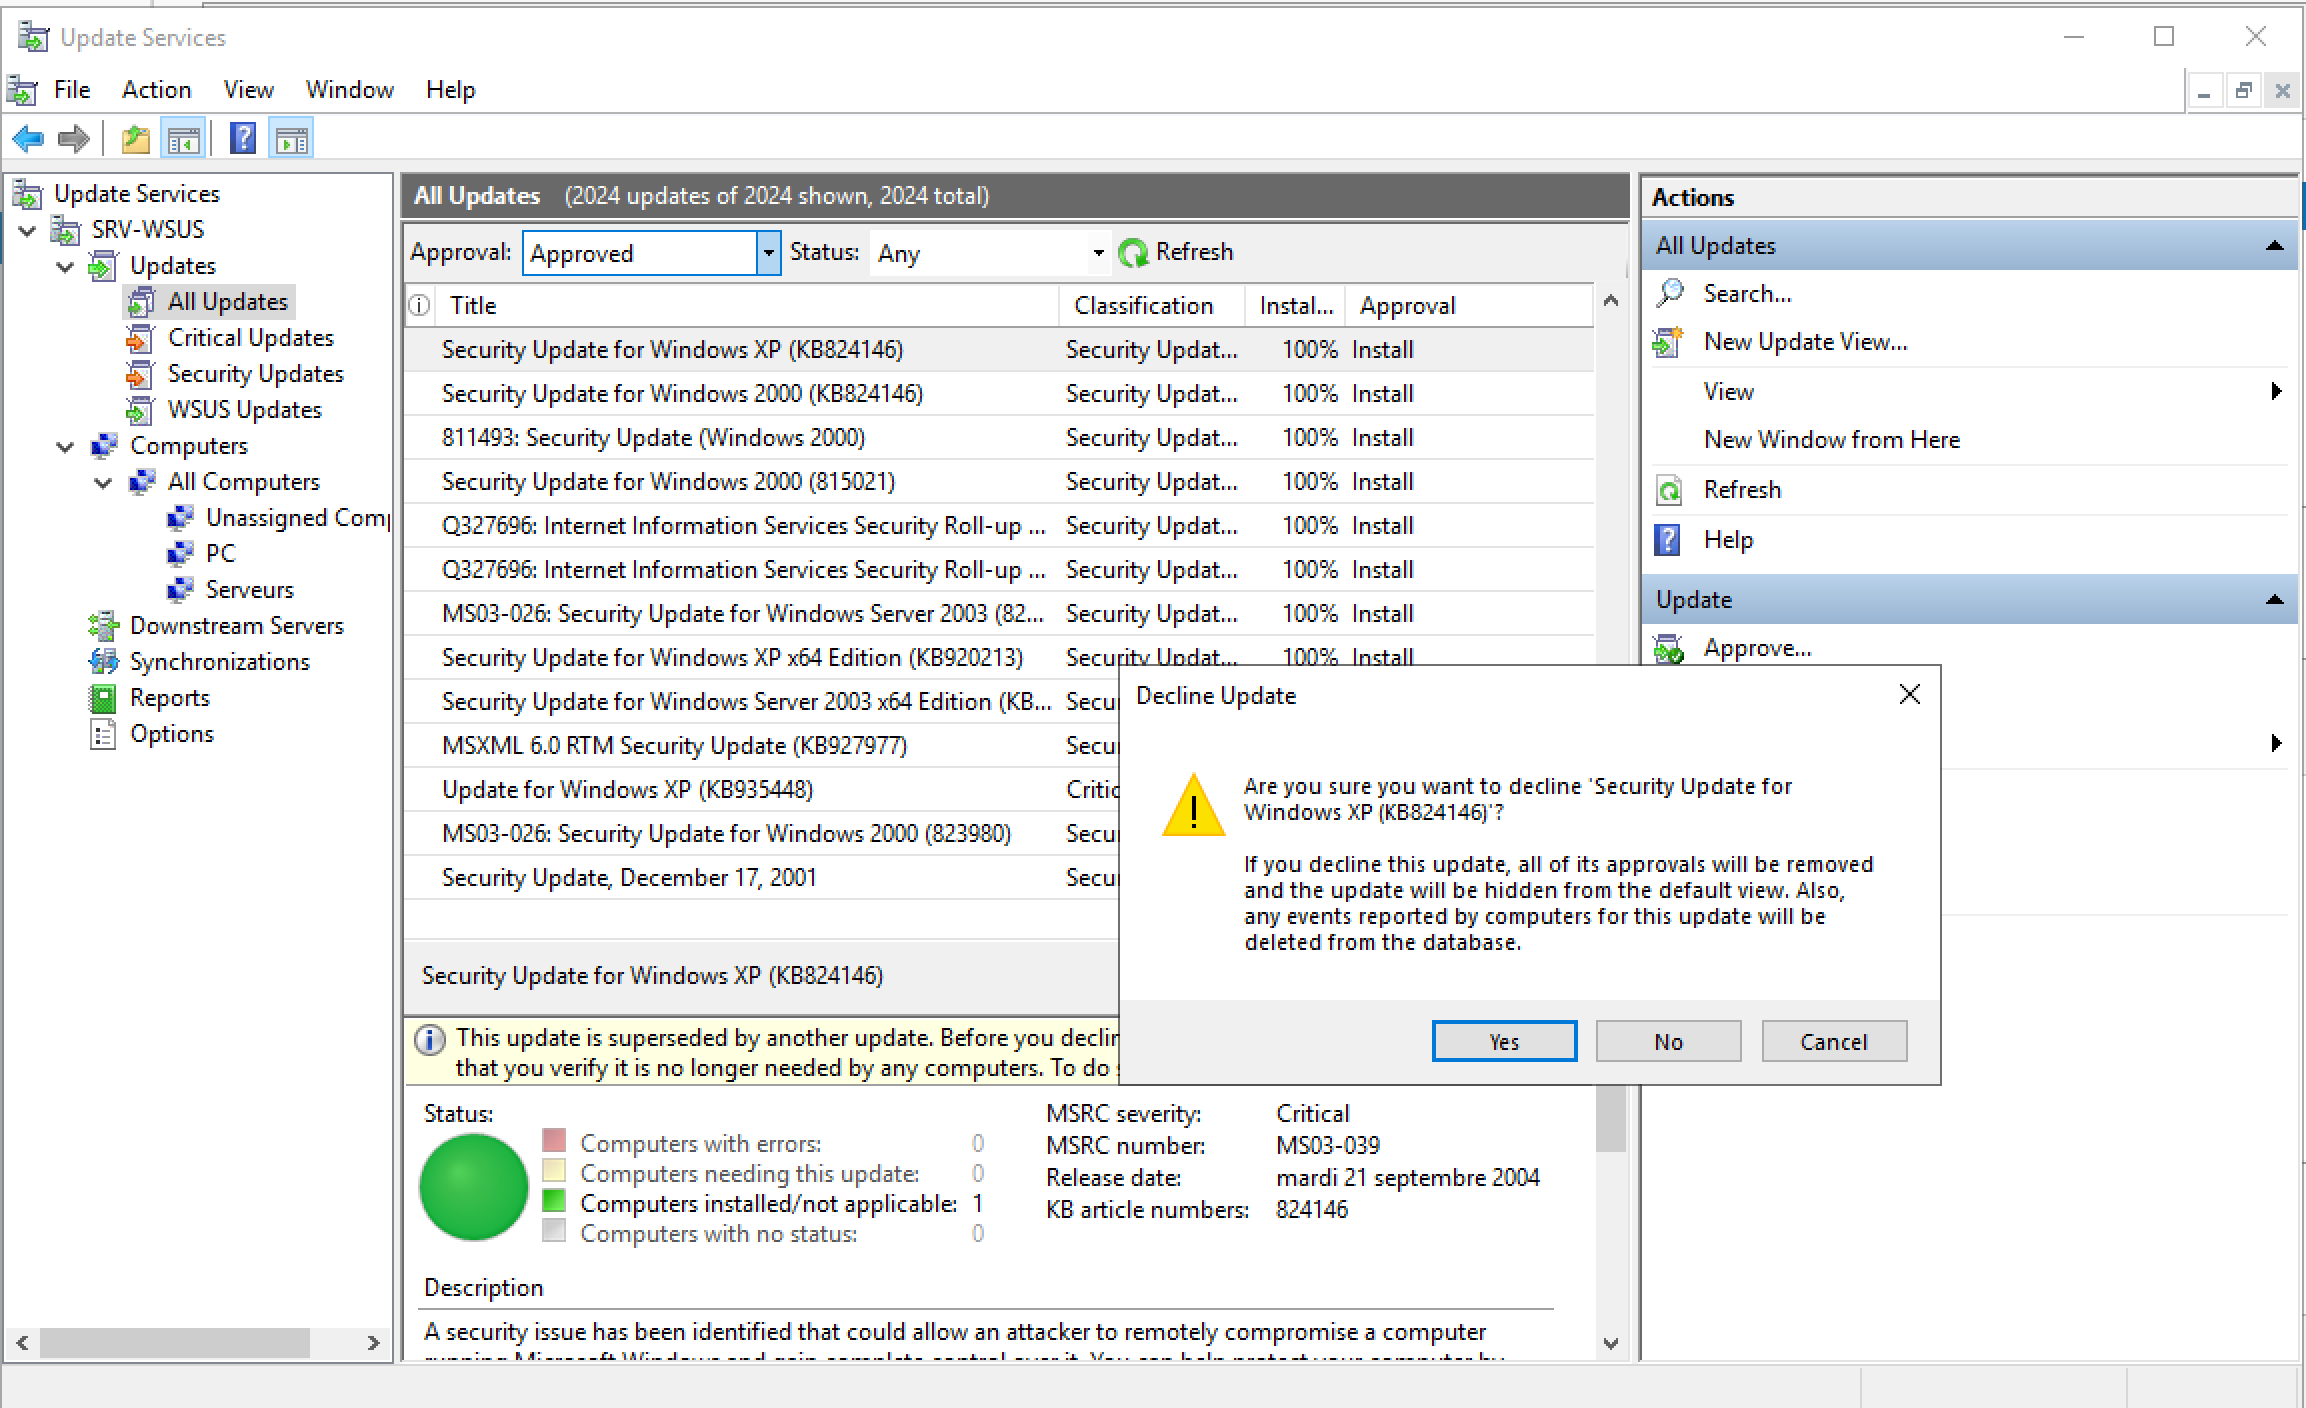 Update Services
File Action View Window Help
Update Services
SRV-WSUS
Updates
All Updates
Critical Updates
Security Updates
WSUS Updates
Computers
All Computers
Unassigned Com
PC
Serveurs
Downstream Servers
Synchronizations
Reports
Options
All Updates (2024 updates of 2024 shown, 2024 total)
Approval: Approved Status: Any Refresh
Title Classification Instal... Approval
Security Update for Windows XP (KB824146) Security Updat... 100% Install
Security Update for Windows 2000 (KB824146) Security Updat... 100% Install
811493: Security Update (Windows 2000) Security Updat... 100% Install
Security Update for Windows 2000 (815021) Security Updat... 100% Install
Q327696: Internet Information Services Security Roll-up ... Security Updat... 100% Install
Q327696: Internet Information Services Security Roll-up ... Security Updat... 100% Install
MS03-026: Security Update for Windows Server 2003 (82... Security Updat... 100% Install
Security Update for Windows XP x64 Edition (KB920213) Security Updat... 100% Install
Security Update for Windows Server 2003 x64 Edition (KB... Secu
MSXML 6.0 RTM Security Update (KB927977) Secu
Update for Windows XP (KB935448) Critic
MS03-026: Security Update for Windows 2000 (823980) Secu
Security Update, December 17, 2001 Secu
Security Update for Windows XP (KB824146)
This update is superseded by another update. Before you declin
that you verify it is no longer needed by any computers. To do
Status:
Computers with errors: 0
Computers needing this update: 0
Computers installed/not applicable: 1
Computers with no status: 0
MSRC severity: Critical
MSRC number: MS03-039
Release date: mardi 21 septembre 2004
KB article numbers: 824146
Description
A security issue has been identified that could allow an attacker to remotely compromise a computer
running Microsoft Windows and gain complete control over it. You can help protect your computer by
Actions
All Updates
Search...
New Update View...
View
New Window from Here
Refresh
Help
Update
Approve...
Decline Update
Are you sure you want to decline 'Security Update for
Windows XP (KB824146)'?
If you decline this update, all of its approvals will be removed
and the update will be hidden from the default view. Also,
any events reported by computers for this update will be
deleted from the database.
Yes No Cancel